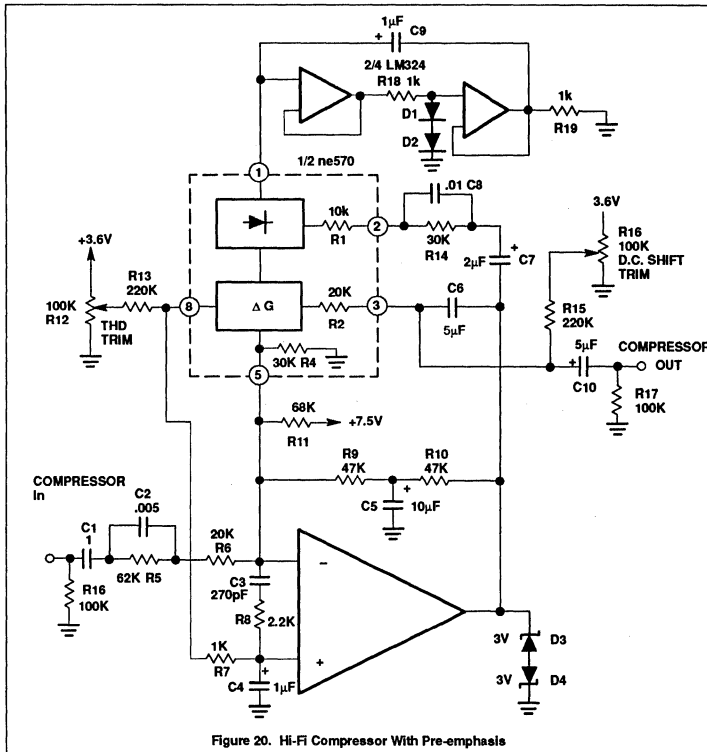 1µF
+
C9
2/4 LM324
R18 1k
D1
D2
1k
R19
1
1/2 ne570
.01 C8
10k
R1
2
30K
R14
+
2µF
C7
3.6V
R16
100K
D.C. SHIFT
TRIM
+3.6V
R13
220K
100K
R12
THD
TRIM
8
Δ G
20K
R2
3
C6
5µF
R15
220K
30K R4
5
5µF
COMPRESSOR
OUT
+
C10
R17
100K
68K
R11
+7.5V
R9
47K
R10
47K
+
C5
10µF
COMPRESSOR
In
C2
.005
C1
1
20K
R6
62K R5
R16
100K
C3
270pF
R8
2.2K
−
+
1K
R7
+
C4
1µF
3V
D3
3V
D4
Figure 20. Hi-Fi Compressor With Pre-emphasis